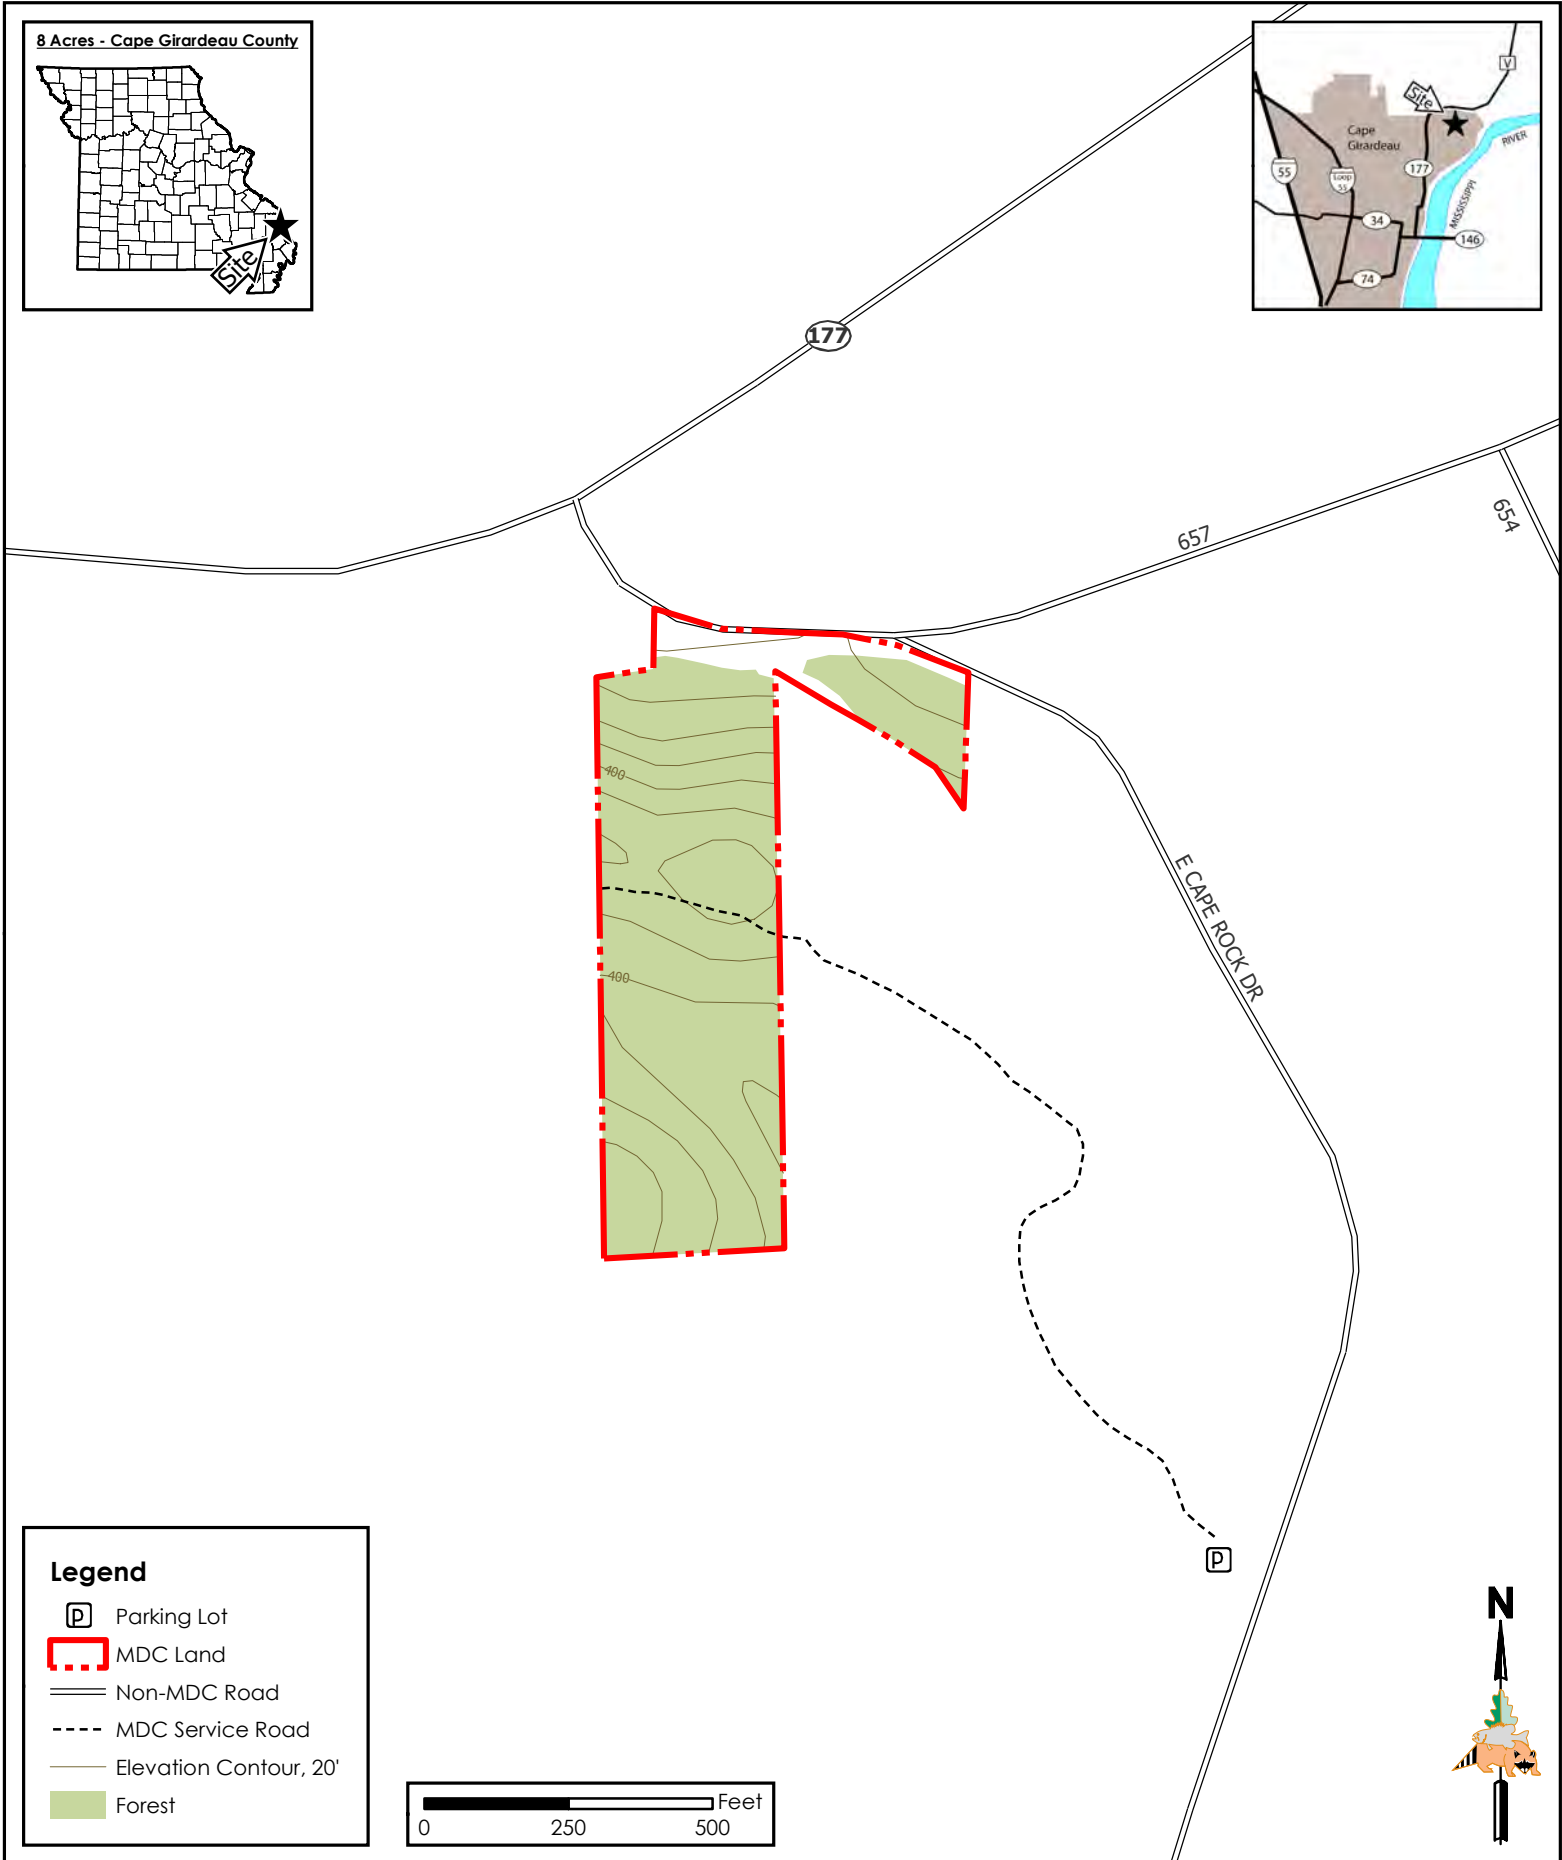 8 Acres - Cape Girardeau County
Site
V
Site
Cape
Girardeau
RIVER
55
Loop
55
177
MISSISSIPPI
34
146
74
177
657
654
400
E CAPE ROCK DR
400
P
N
Legend
P Parking Lot
MDC Land
Non-MDC Road
MDC Service Road
Elevation Contour, 20'
Forest
Feet
0 250 500